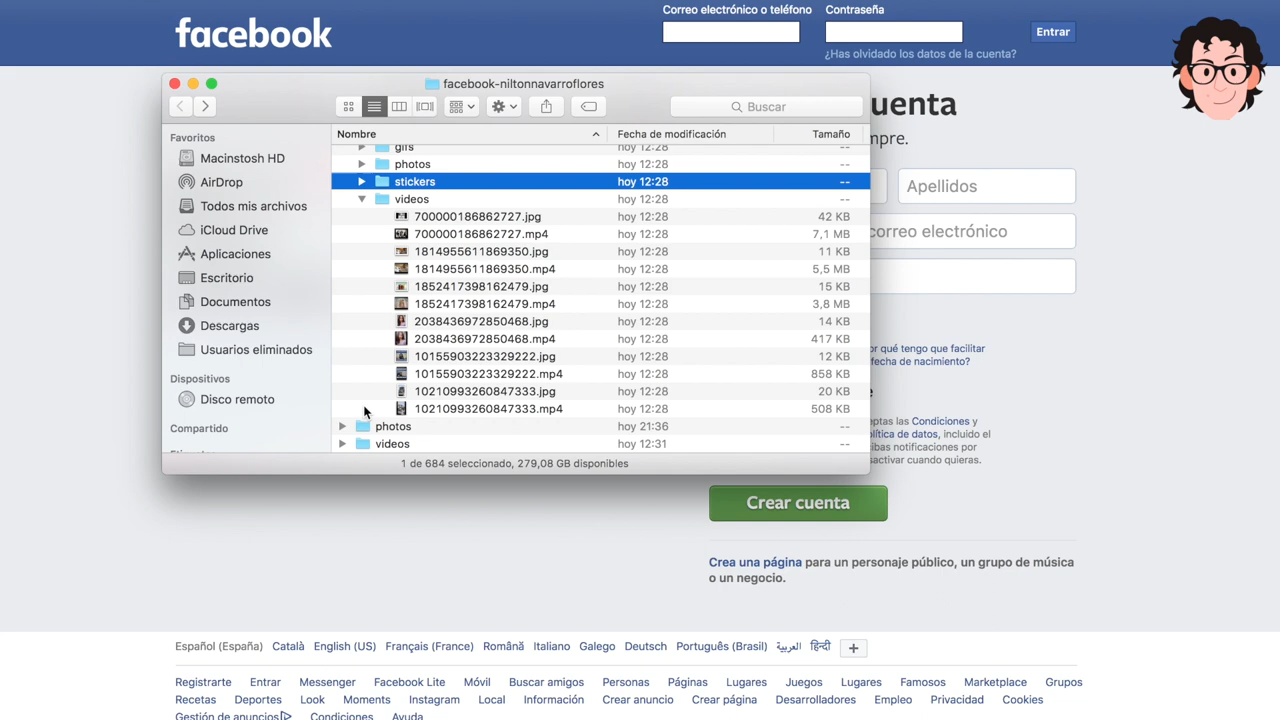 facebook
Correo electrónico o teléfono
Contraseña
Entrar
¿Has olvidado los datos de la cuenta?
facebook-niltonnavarroflores
Buscar
Favoritos
Macinstosh HD
AirDrop
Todos mis archivos
iCloud Drive
Aplicaciones
Escritorio
Documentos
Descargas
Usuarios eliminados
Dispositivos
Disco remoto
Compartido
Nombre Fecha de modificación Tamaño
gifs hoy 12:28 --
photos hoy 12:28 --
stickers hoy 12:28 --
videos hoy 12:28 --
700000186862727.jpg hoy 12:28 42 KB
700000186862727.mp4 hoy 12:28 7,1 MB
1814955611869350.jpg hoy 12:28 11 KB
1814955611869350.mp4 hoy 12:28 5,5 MB
1852417398162479.jpg hoy 12:28 15 KB
1852417398162479.mp4 hoy 12:28 3,8 MB
2038436972850468.jpg hoy 12:28 14 KB
2038436972850468.mp4 hoy 12:28 417 KB
10155903223329222.jpg hoy 12:28 12 KB
10155903223329222.mp4 hoy 12:28 858 KB
10210993260847333.jpg hoy 12:28 20 KB
10210993260847333.mp4 hoy 12:28 508 KB
photos hoy 21:36 --
videos hoy 12:31 --
1 de 684 seleccionado, 279,08 GB disponibles
uenta
mpre.
Apellidos
correo electrónico
or qué tengo que facilitar
fecha de nacimiento?
eptas las Condiciones y
olítica de datos, incluido el
ibas notificaciones por
sactivar cuando quieras.
Crear cuenta
Crea una página para un personaje público, un grupo de música
o un negocio.
Español (España) Català English (US) Français (France) Română Italiano Galego Deutsch Português (Brasil) العربية हिन्दी +
Registrarte Entrar Messenger Facebook Lite Móvil Buscar amigos Personas Páginas Lugares Juegos Lugares Famosos Marketplace Grupos
Recetas Deportes Look Moments Instagram Local Información Crear anuncio Crear página Desarrolladores Empleo Privacidad Cookies
Gestión de anuncios Condiciones Ayuda